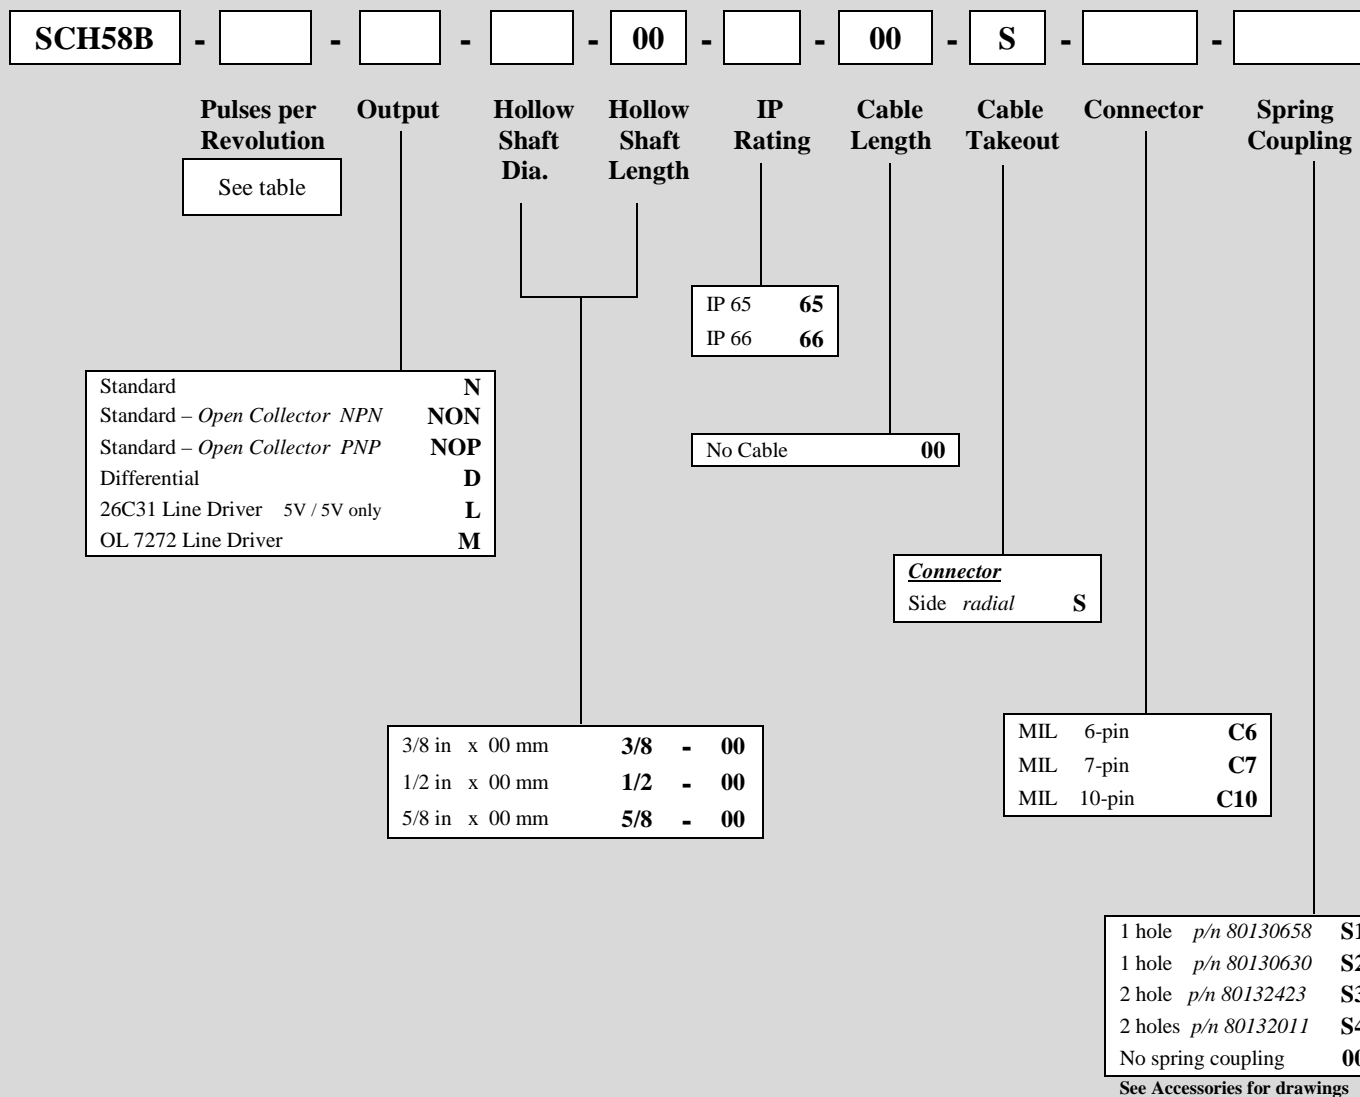 SCH58B - - - - 00 - - 00 - S - -
Pulses per Revolution
Output
Hollow Shaft Dia.
Hollow Shaft Length
IP Rating
Cable Length
Cable Takeout
Connector
Spring Coupling
See table
IP 65 65
IP 66 66
Standard N
Standard – Open Collector NPN NON
Standard – Open Collector PNP NOP
Differential D
26C31 Line Driver 5V / 5V only L
OL 7272 Line Driver M
No Cable 00
Connector
Side radial S
3/8 in x 00 mm 3/8 - 00
1/2 in x 00 mm 1/2 - 00
5/8 in x 00 mm 5/8 - 00
MIL 6-pin C6
MIL 7-pin C7
MIL 10-pin C10
1 hole p/n 80130658 S1
1 hole p/n 80130630 S2
2 hole p/n 80132423 S3
2 holes p/n 80132011 S4
No spring coupling 00
See Accessories for drawings